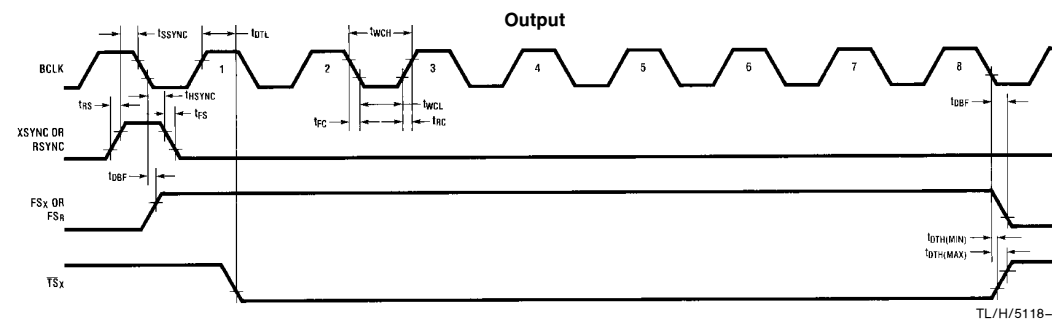 Output
tSSYNC
tDTL
tWCH
BCLK
1
2
3
4
5
6
7
8
tRS
tHSYNC
tFS
tWCL
tFC
tRC
tDBF
XSYNC OR
RSYNC
tDBF
FSX OR
FSR
tDTH(MIN)
tDTH(MAX)
T̅S̅X
TL/H/5118–